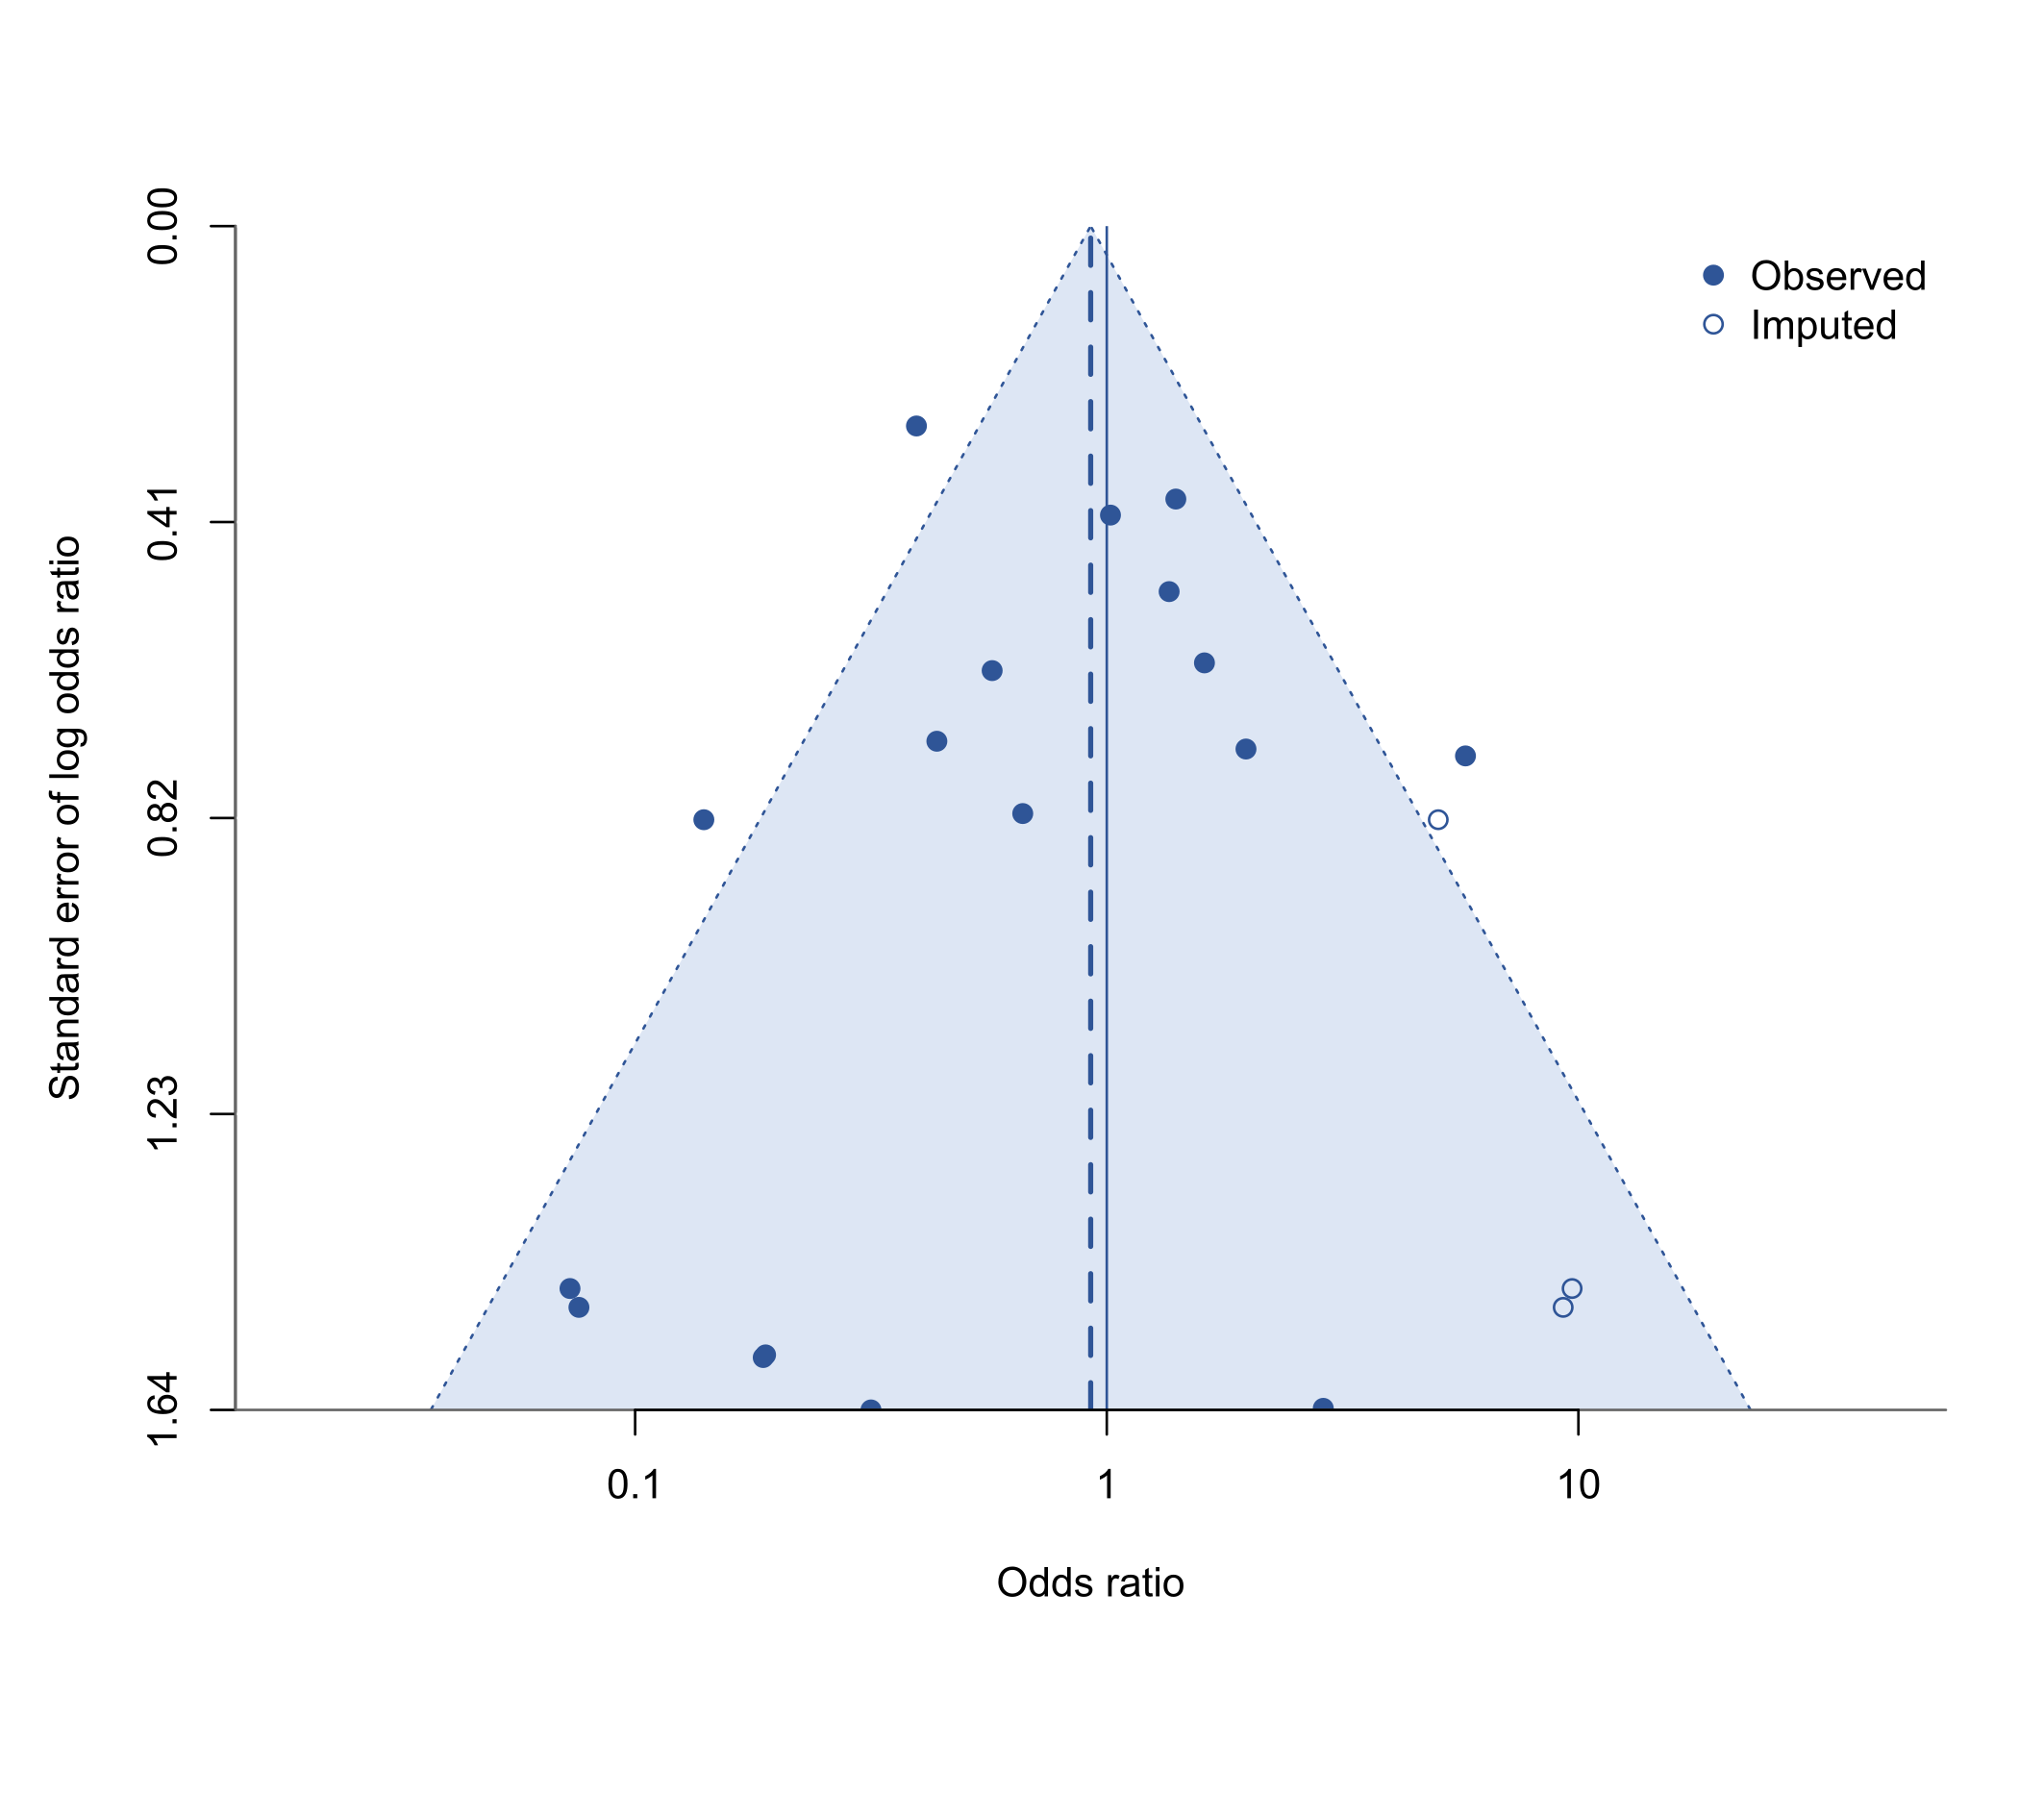 Observed
Imputed
Standard error of log odds ratio
0.00
0.41
0.82
1.23
1.64
0.1
1
10
Odds ratio